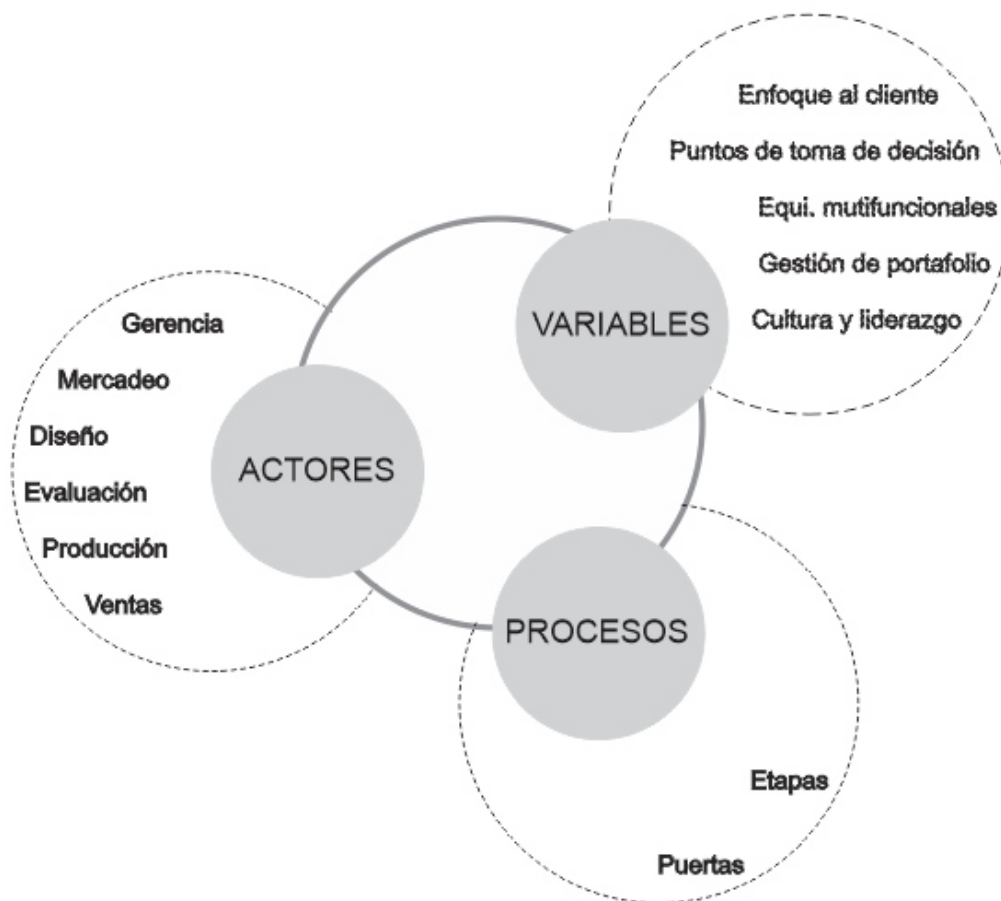 Enfoque al cliente
Puntos de toma de decisión
Equi. mutifuncionales
Gestión de portafolio
Cultura y liderazgo
VARIABLES
Gerencia
Mercadeo
Diseño
Evaluación
Producción
Ventas
ACTORES
PROCESOS
Etapas
Puertas